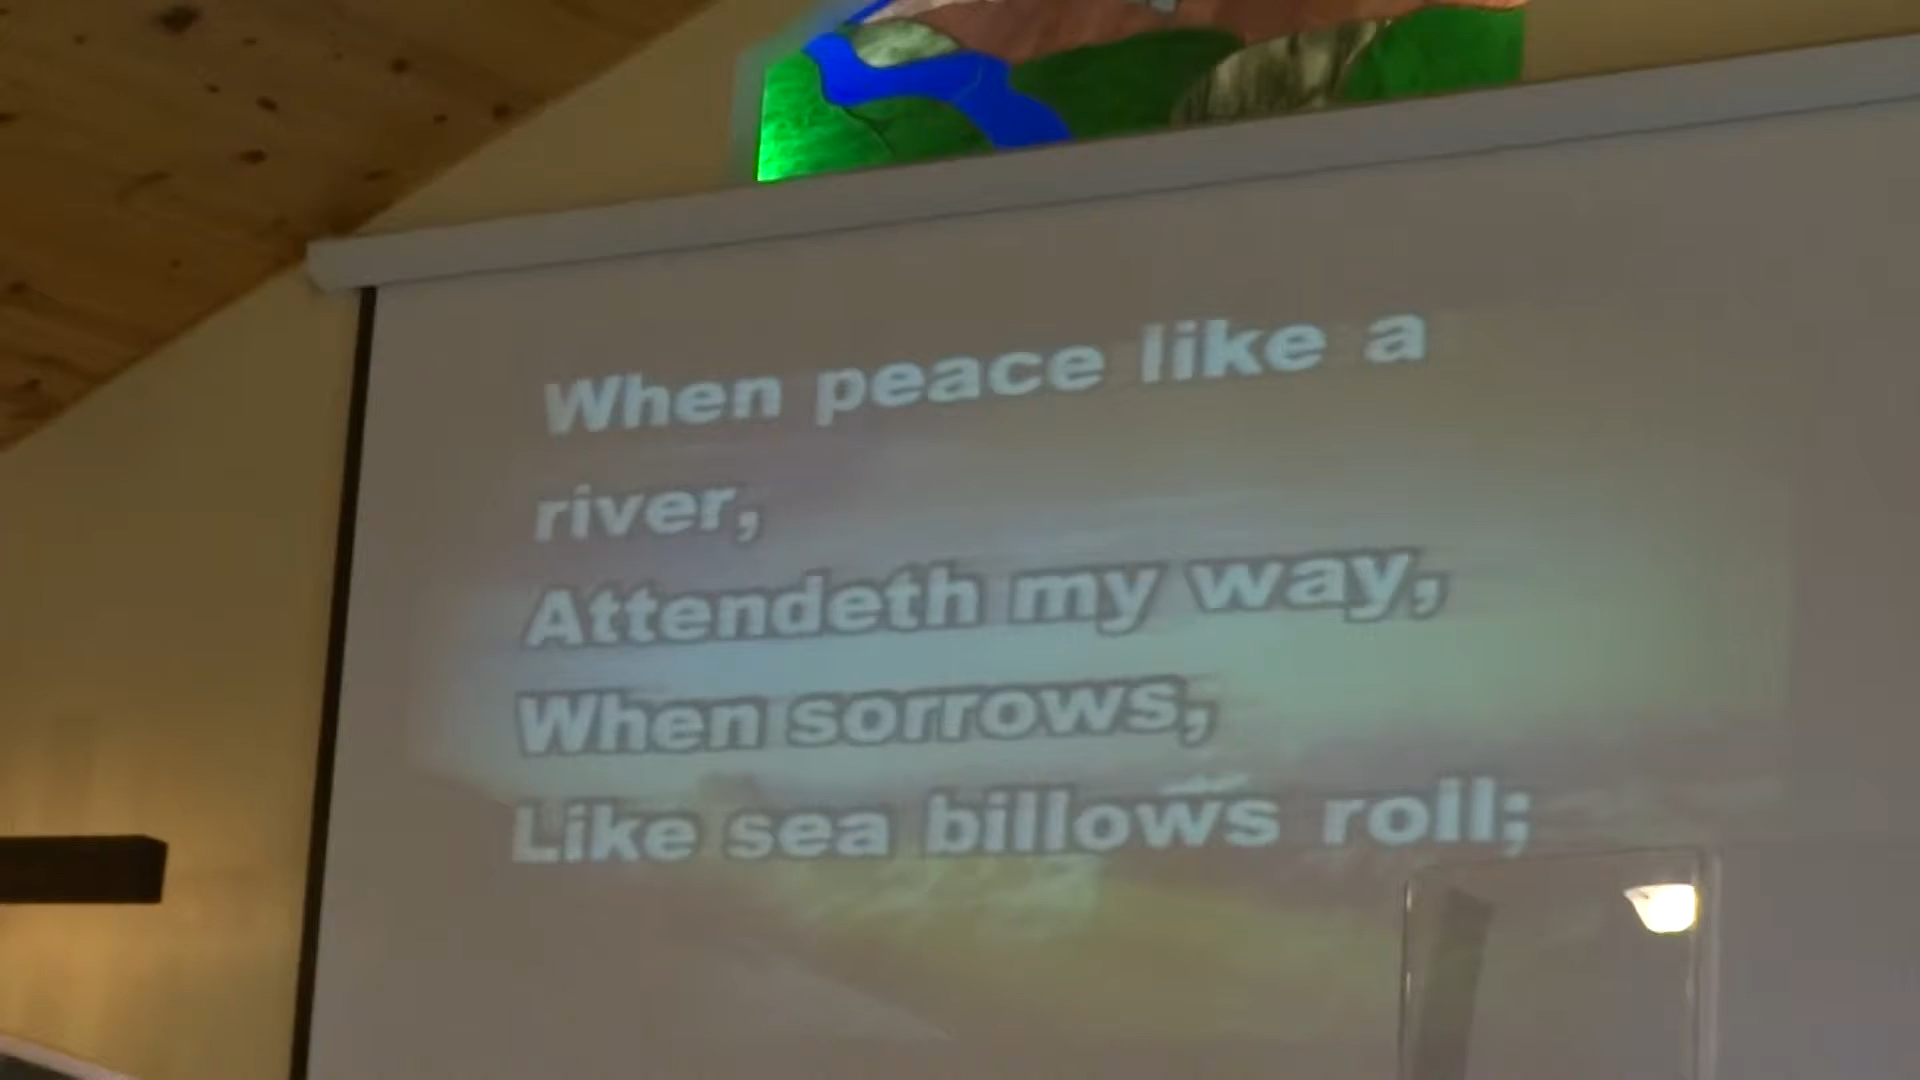 When peace like a
river,
Attendeth my way,
When sorrows,
Like sea billows roll;